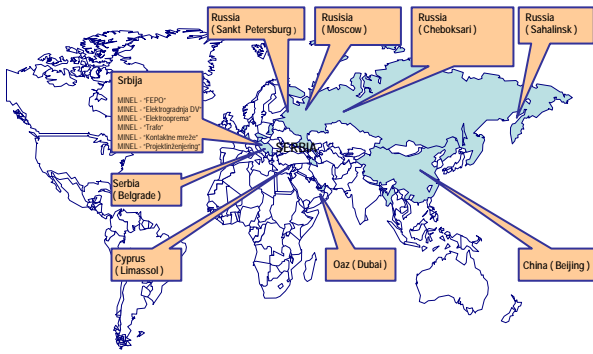 Russia
(Sankt Petersburg)
Rusisia
(Moscow)
Russia
(Cheboksari)
Russia
(Sahalinsk)
Srbija
MINEL - "FEPO"
MINEL - "Elektrogradnja DV"
MINEL - "Elektrooprema"
MINEL - "Trafo"
MINEL - "Kontaktne mreže"
MINEL - "Projektinženjering"
SERBIA
Serbia
(Belgrade)
Cyprus
(Limassol)
Oaz (Dubai)
China (Beijing)